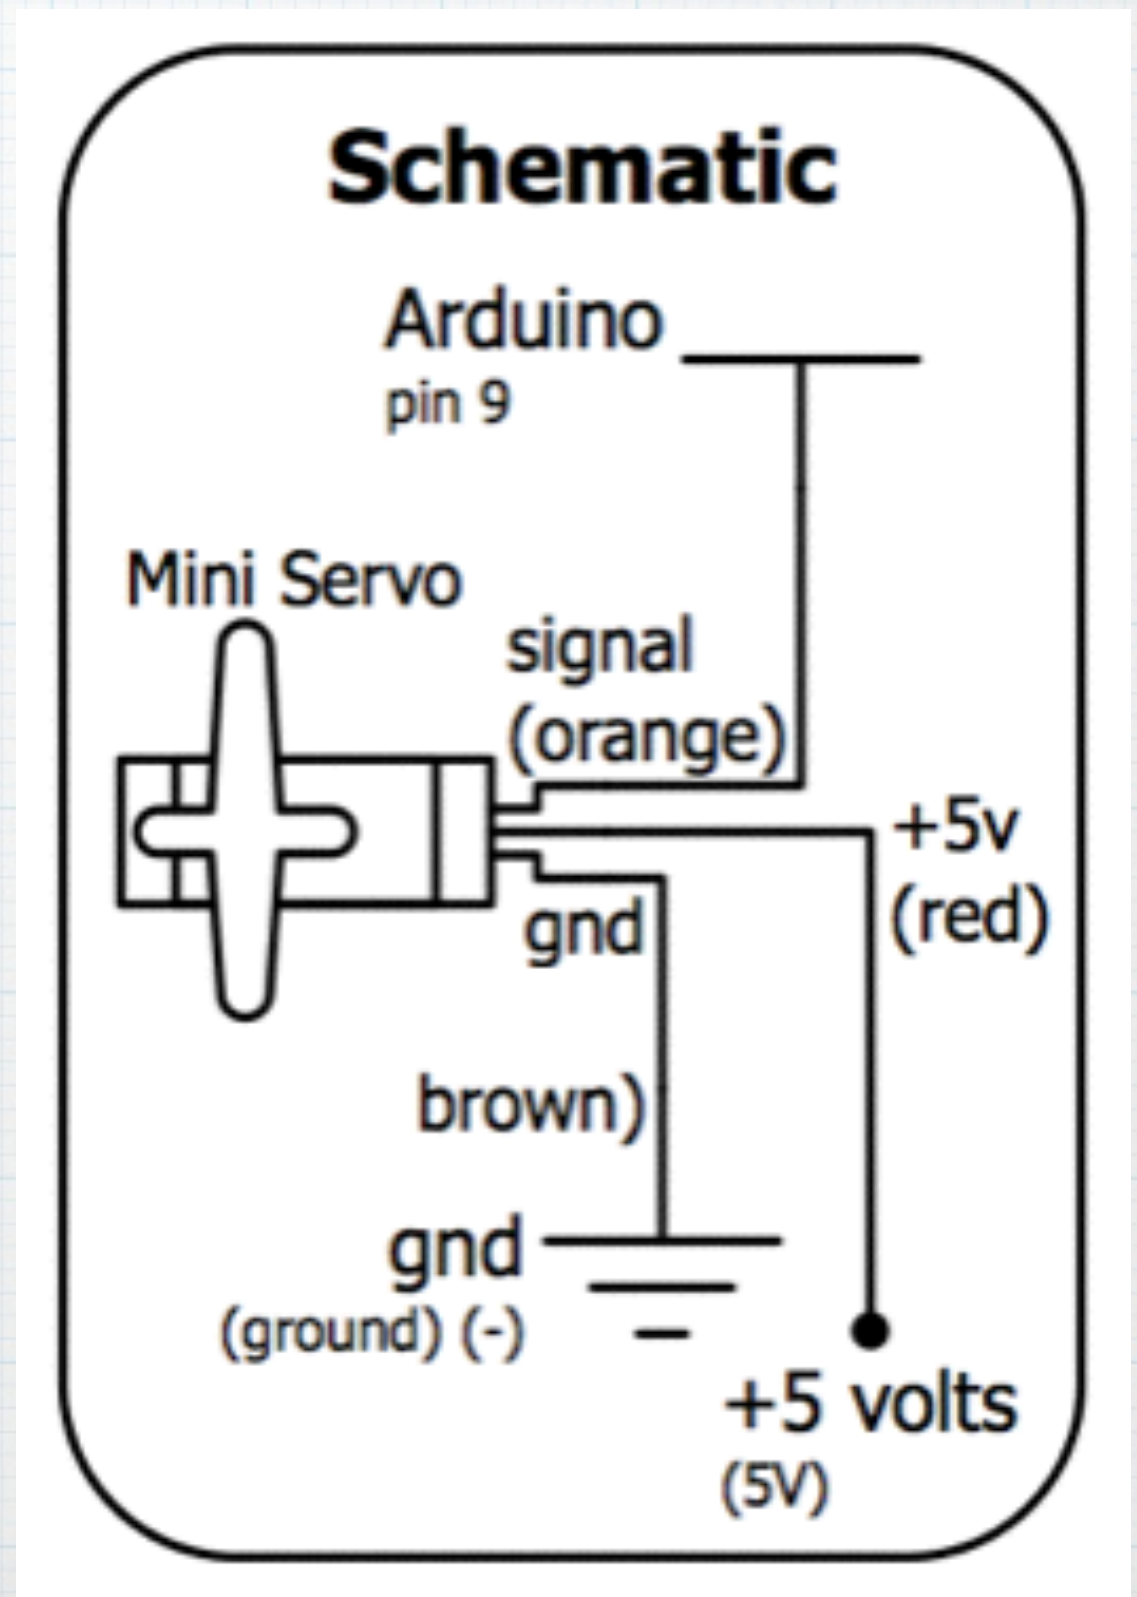 Schematic
Arduino
pin 9
Mini Servo
signal
(orange)
+5v
(red)
gnd
brown)
gnd
(ground) (-)
+5 volts
(5V)